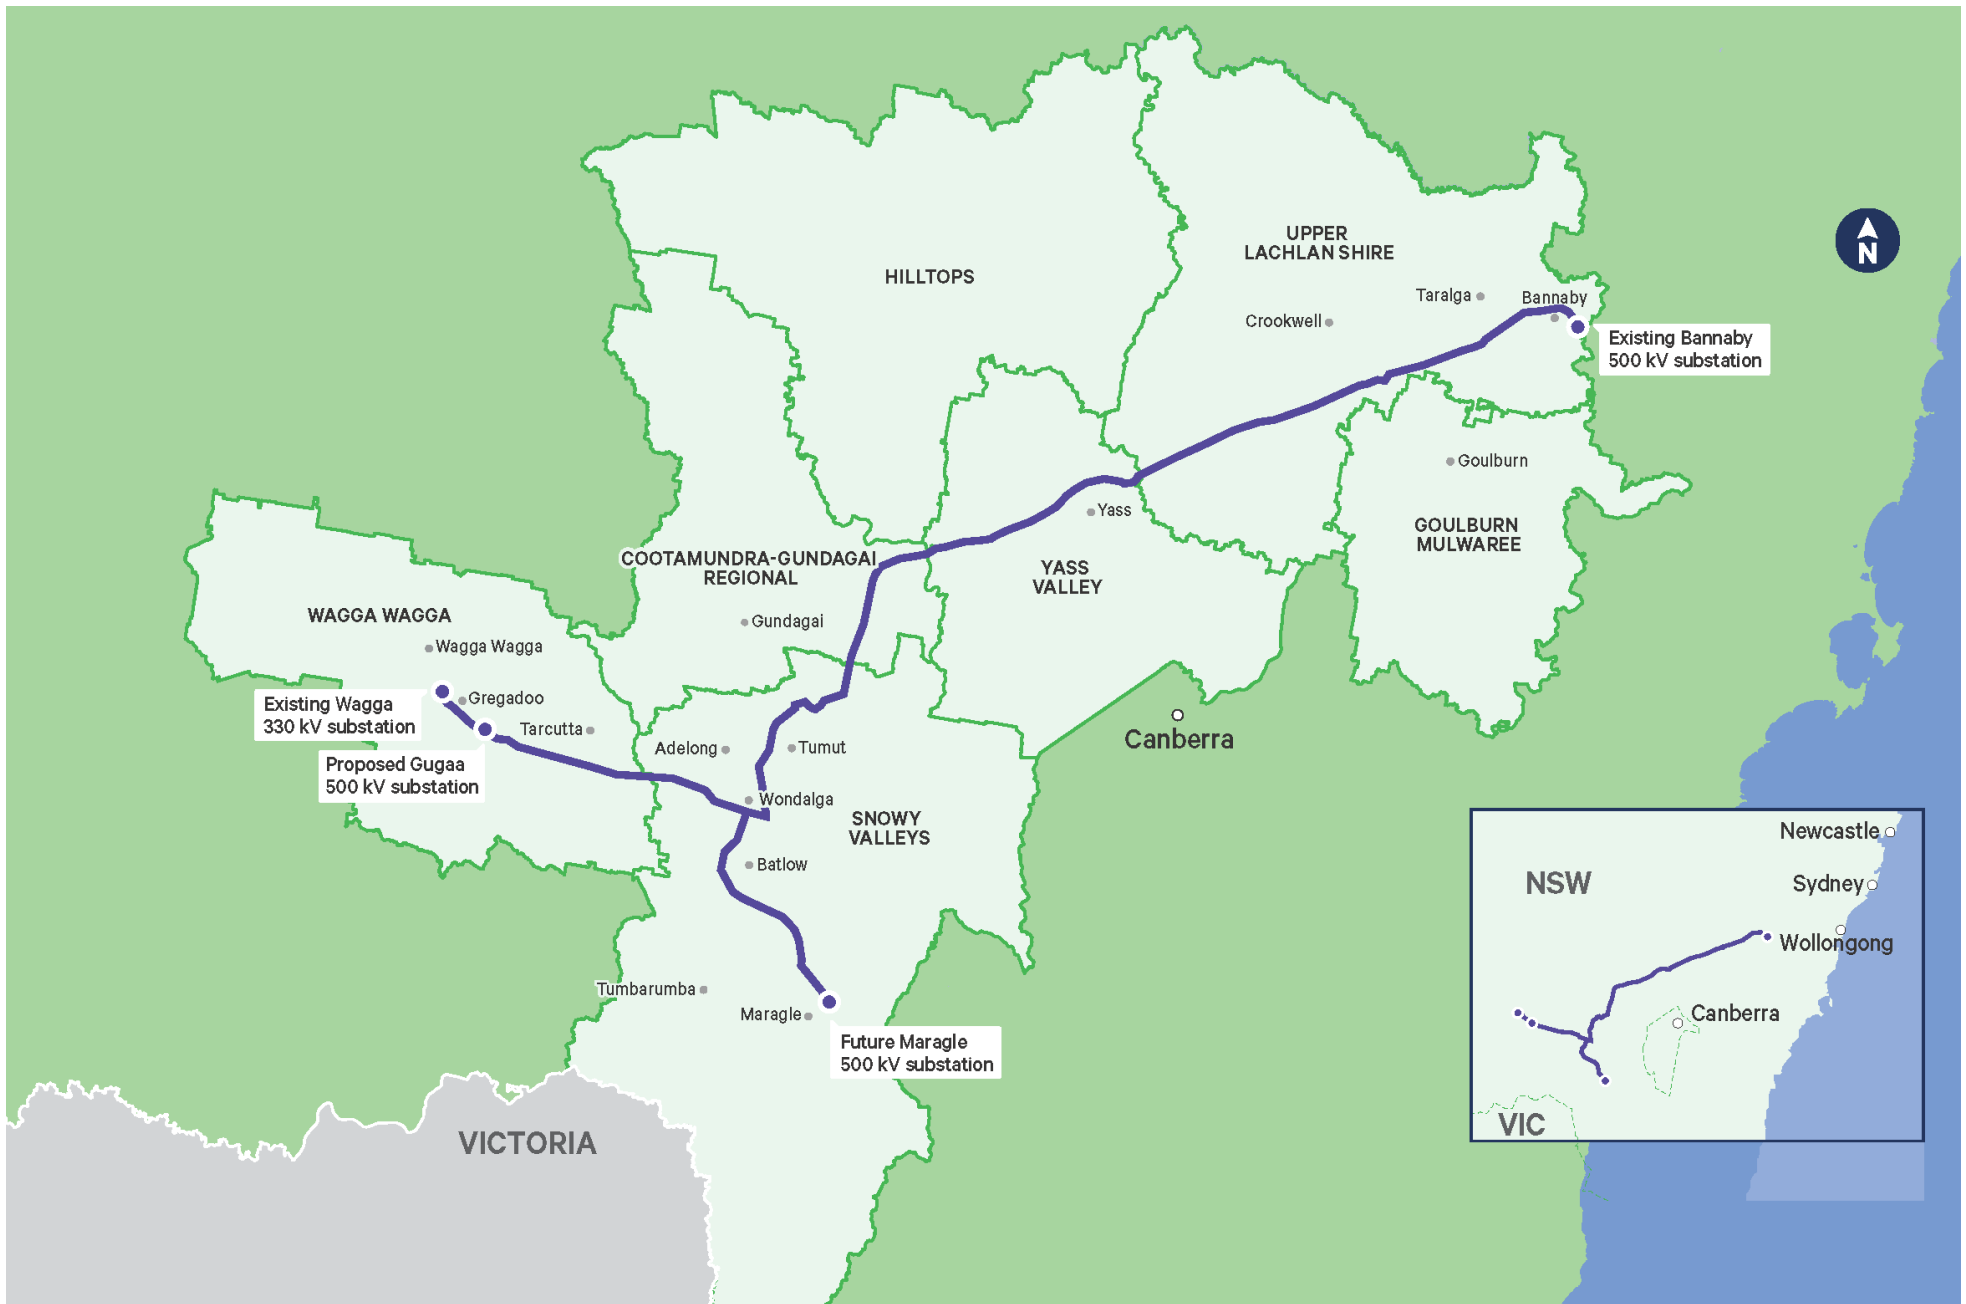 UPPER
LACHLAN SHIRE
N
HILLTOPS
Taralga
Bannaby
Crookwell
Existing Bannaby
500 kV substation
Goulburn
Yass
GOULBURN
MULWAREE
COOTAMUNDRA-GUNDAGAI
REGIONAL
YASS
VALLEY
WAGGA WAGGA
Gundagai
Wagga Wagga
Gregadoo
Existing Wagga
330 kV substation
Tarcutta
Adelong
Tumut
Canberra
Proposed Gugaa
500 kV substation
Wondalga
SNOWY
VALLEYS
Batlow
Tumbarumba
Maragle
Future Maragle
500 kV substation
VICTORIA
Newcastle
NSW
Sydney
Wollongong
Canberra
VIC